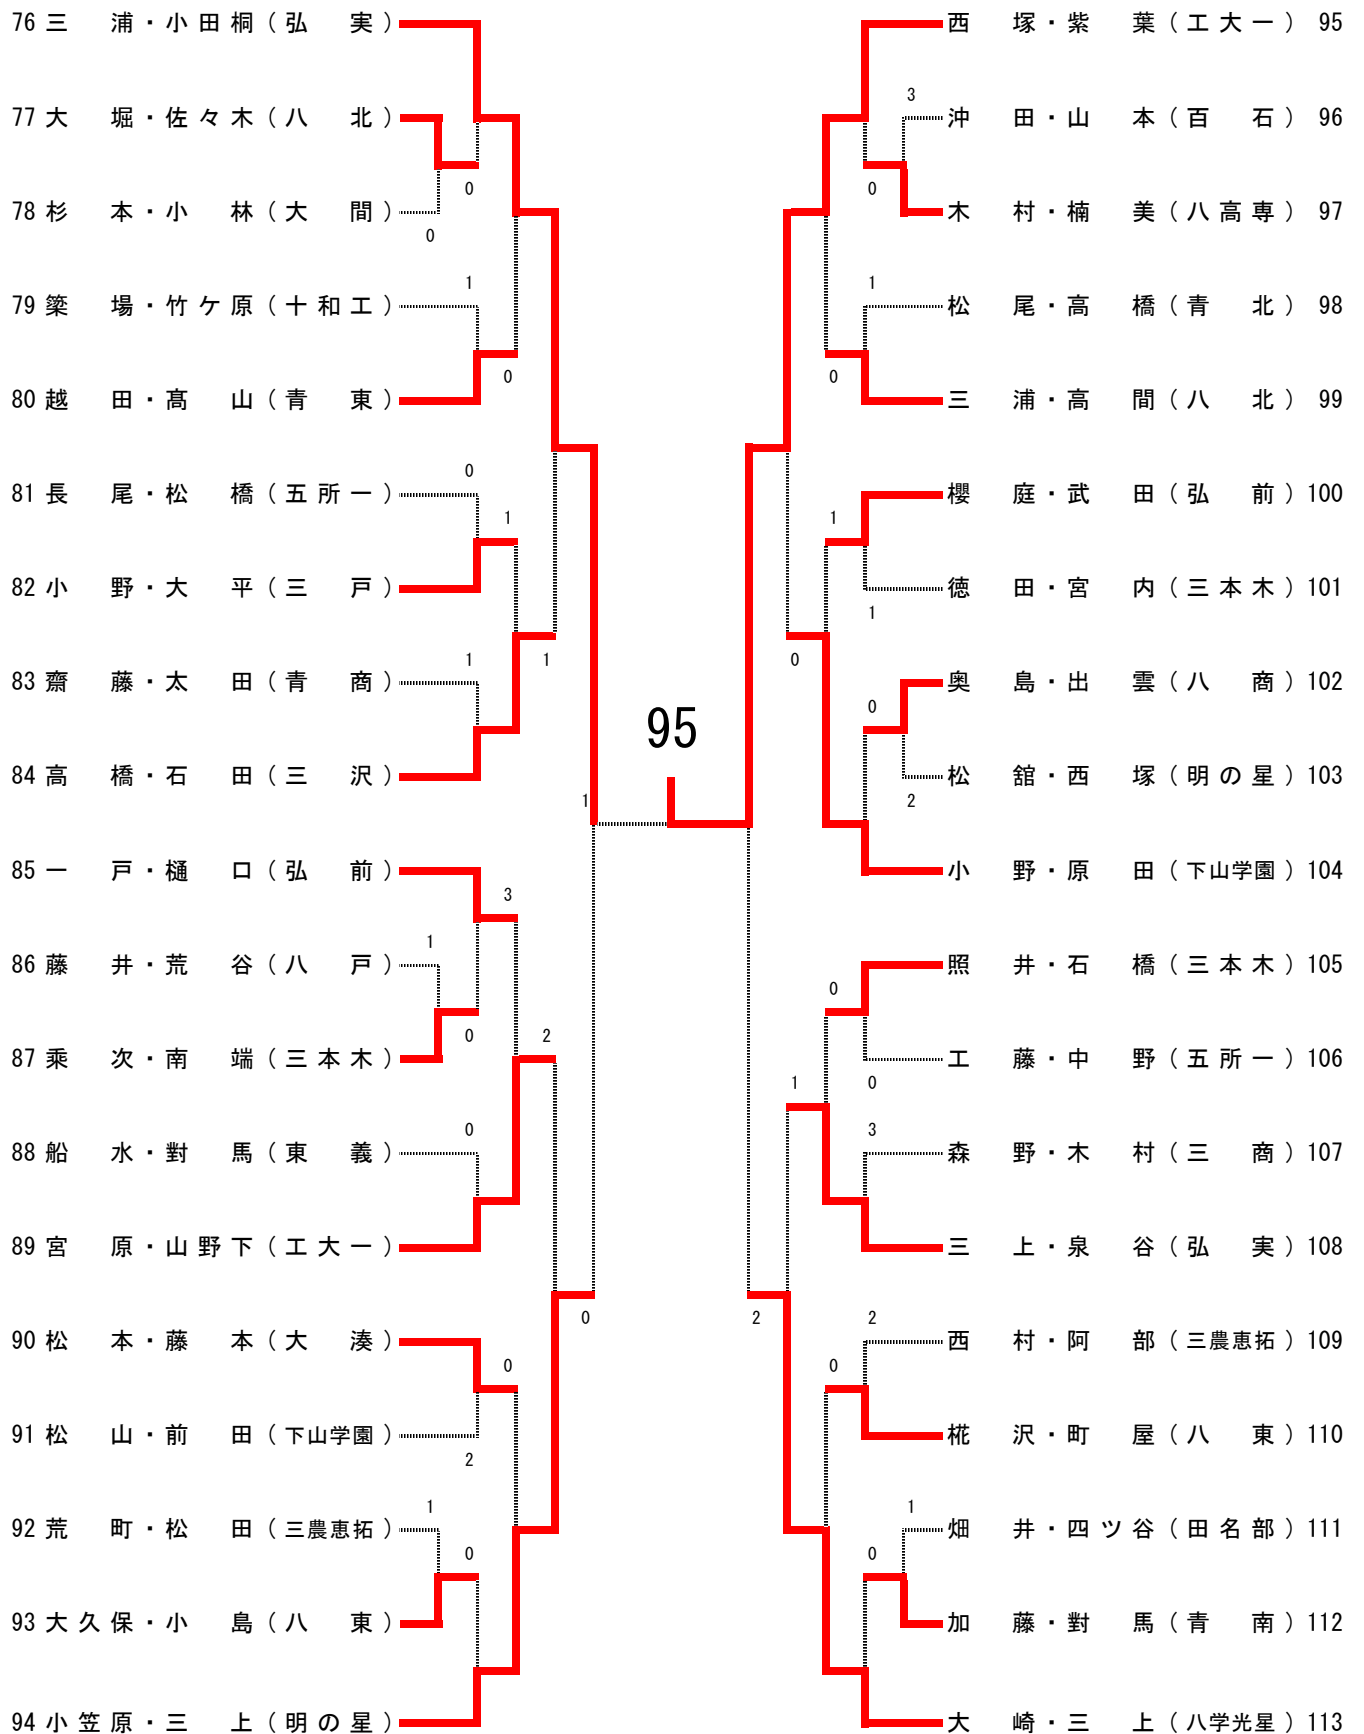 76 三浦・小田桐（弘実）
77 大堀・佐々木（八北）
0
78 杉本・小林（大間）
0
1
79 簗場・竹ケ原（十和工）
0
80 越田・髙山（青東）
0
81 長尾・松橋（五所一）
1
82 小野・大平（三戸）
1
1
83 齋藤・太田（青商）
84 高橋・石田（三沢）
1
85 一戸・樋口（弘前）
3
1
86 藤井・荒谷（八戸）
0
2
87 乗次・南端（三本木）
0
88 船水・對馬（東義）
89 宮原・山野下（工大一）
0
90 松本・藤本（大湊）
0
91 松山・前田（下山学園）
2
1
92 荒町・松田（三農恵拓）
0
93 大久保・小島（八東）
94 小笠原・三上（明の星）
95
西塚・紫葉（工大一） 95
3
沖田・山本（百石） 96
0
木村・楠美（八高専） 97
1
松尾・高橋（青北） 98
0
三浦・高間（八北） 99
櫻庭・武田（弘前） 100
1
徳田・宮内（三本木） 101
1
0
奥島・出雲（八商） 102
0
松舘・西塚（明の星） 103
2
小野・原田（下山学園） 104
照井・石橋（三本木） 105
0
工藤・中野（五所一） 106
0
1
3
森野・木村（三商） 107
三上・泉谷（弘実） 108
2
2
西村・阿部（三農恵拓） 109
0
椛沢・町屋（八東） 110
1
畑井・四ツ谷（田名部） 111
0
加藤・對馬（青南） 112
大崎・三上（八学光星） 113